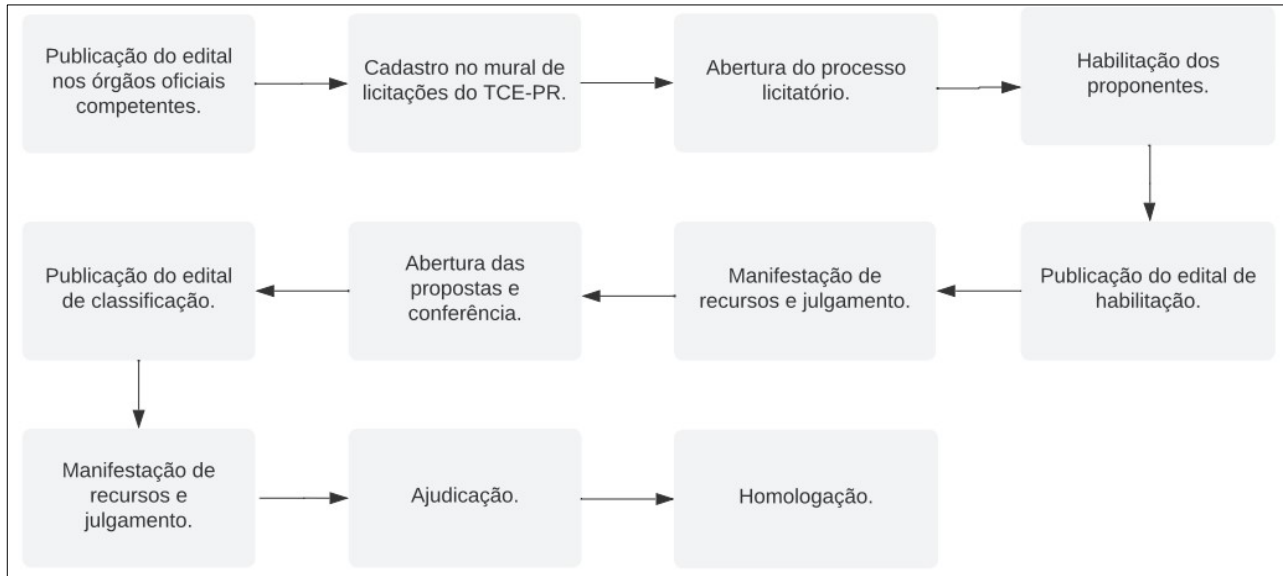 Publicação do edital
nos órgãos oficiais
competentes.
Cadastro no mural de
licitações do TCE-PR.
Abertura do processo
licitatório.
Habilitação dos
proponentes.
Publicação do edital de
habilitação.
Manifestação de
recursos e julgamento.
Abertura das
propostas e
conferência.
Publicação do edital
de classificação.
Manifestação de
recursos e
julgamento.
Ajudicação.
Homologação.